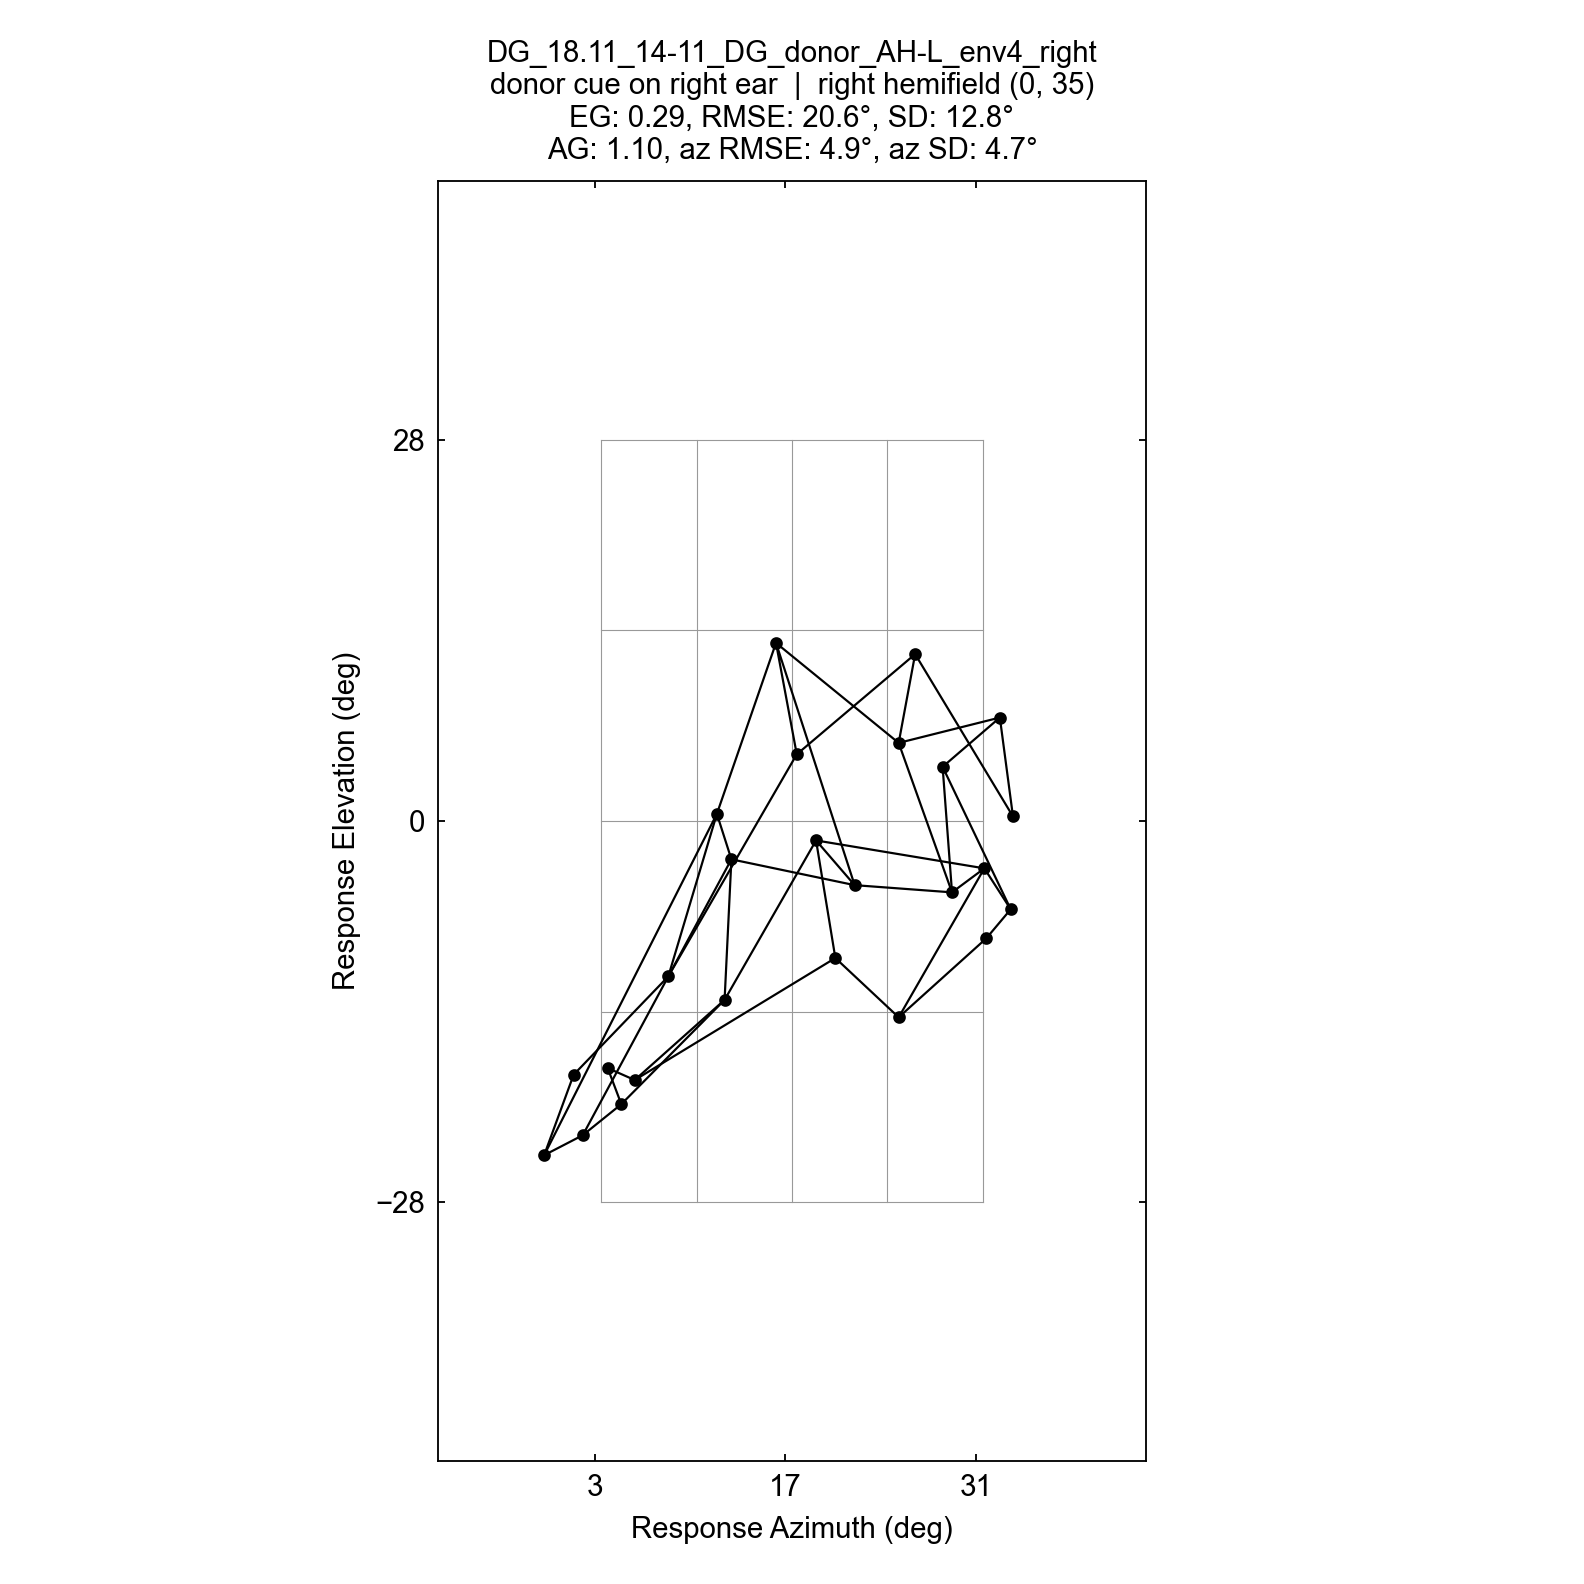 DG_18.11_14-11_DG_donor_AH-L_env4_right
donor cue on right ear  |  right hemifield (0, 35)
EG: 0.29, RMSE: 20.6°, SD: 12.8°
AG: 1.10, az RMSE: 4.9°, az SD: 4.7°
28
0
−28
Response Elevation (deg)
3
17
31
Response Azimuth (deg)